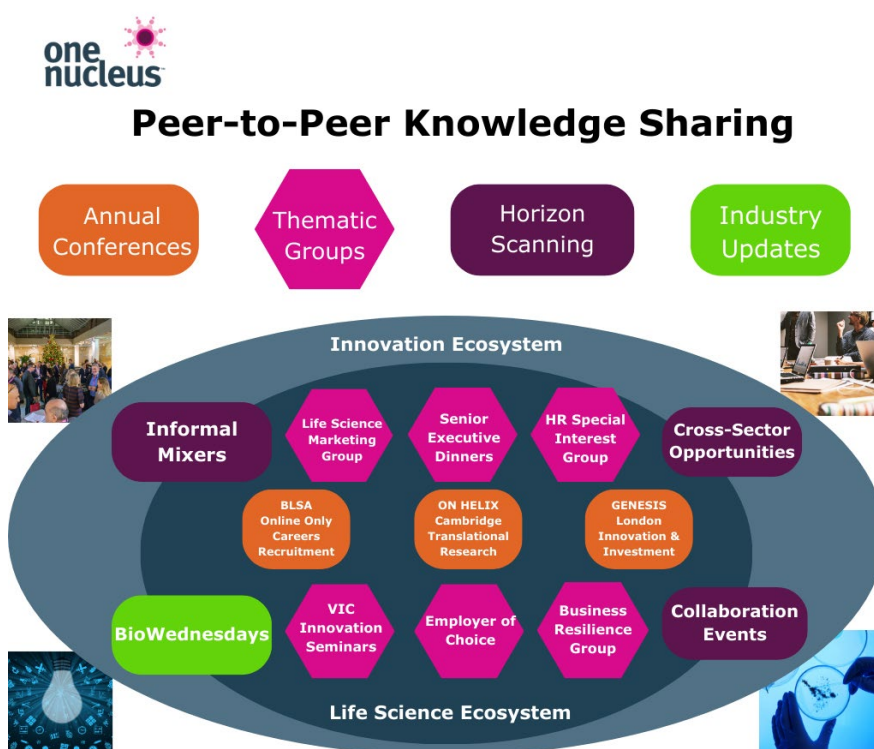 one
nucleus
Peer-to-Peer Knowledge Sharing
Annual
Conferences
Thematic
Groups
Horizon
Scanning
Industry
Updates
Innovation Ecosystem
Informal
Mixers
Life Science
Marketing
Group
Senior
Executive
Dinners
HR Special
Interest
Group
Cross-Sector
Opportunities
BLSA
Online Only
Careers
Recruitment
ON HELIX
Cambridge
Translational
Research
GENESIS
London
Innovation &
Investment
BioWednesdays
VIC
Innovation
Seminars
Employer of
Choice
Business
Resilience
Group
Collaboration
Events
Life Science Ecosystem